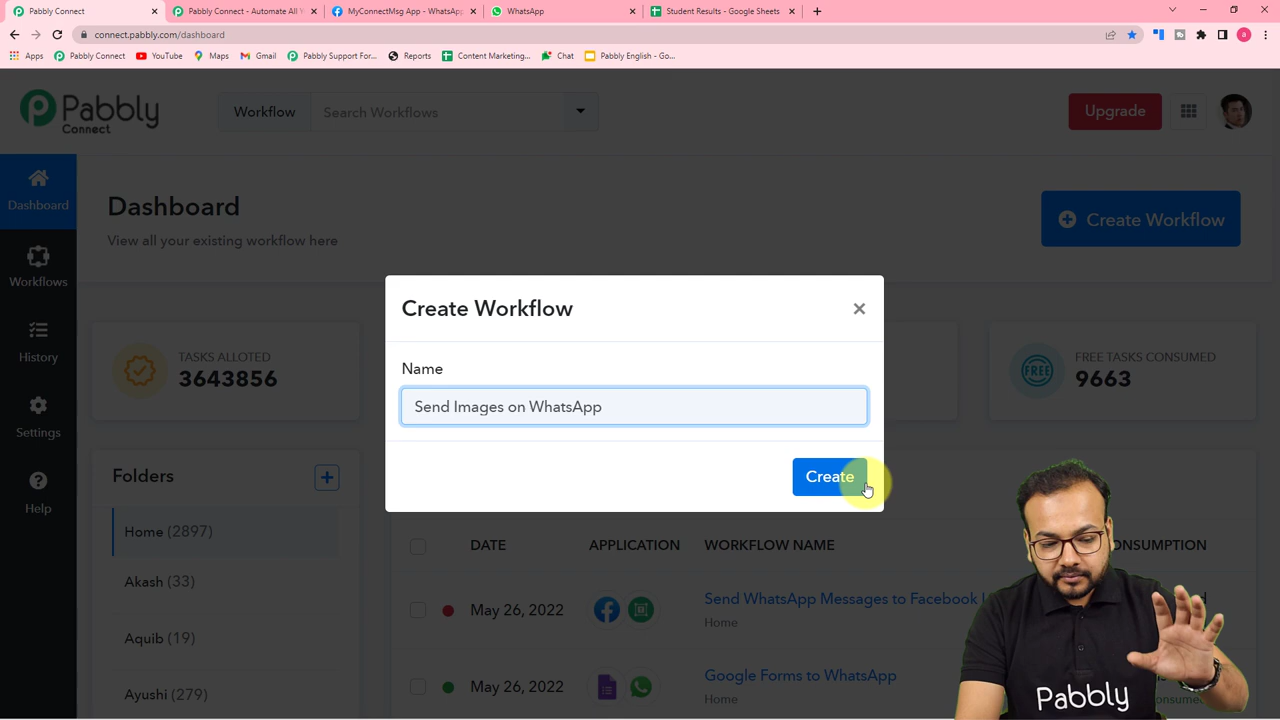 Pabbly Connect
Pabbly Connect - Automate All Y
MyConnectMsg App - WhatsAp
WhatsApp
Student Results - Google Sheets
connect.pabbly.com/dashboard
a
Apps
Pabbly Connect
YouTube
Maps
Gmail
Pabbly Support For...
Reports
Content Marketing...
Chat
Pabbly English - Go...
Pabbly
Connect
Workflow
Search Workflows
Upgrade
Dashboard
Workflows
History
Settings
Help
Dashboard
View all your existing workflow here
Create Workflow
Create Workflow
×
Name
Send Images on WhatsApp
Create
TASKS ALLOTED
3643856
FREE
FREE TASKS CONSUMED
9663
Folders
Home (2897)
Akash (33)
Aquib (19)
Ayushi (279)
DATE
APPLICATION
WORKFLOW NAME
ONSUMPTION
May 26, 2022
Send WhatsApp Messages to Facebook
Home
May 26, 2022
Google Forms to WhatsApp
Home
Pabbly